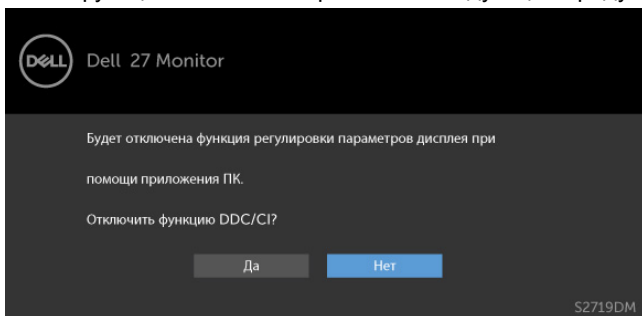 DELL
Dell 27 Monitor
Будет отключена функция регулировки параметров дисплея при
помощи приложения ПК.
Отключить функцию DDC/CI?
Да Нет
S2719DM